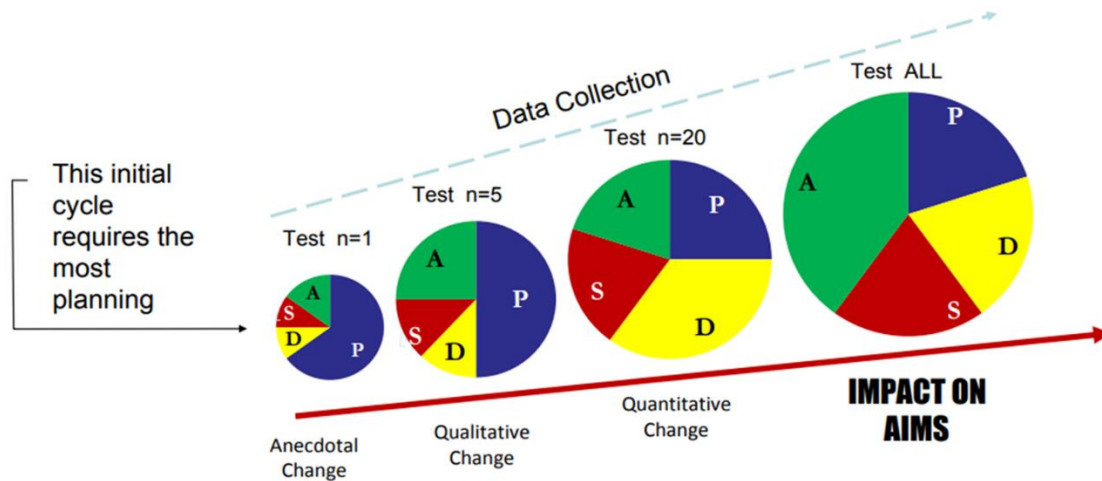 This initial
cycle
requires the
most
planning
Data Collection
Test n=1
A
S
D
P
Test n=5
A
S
D
P
Test n=20
A
P
S
D
Test ALL
P
A
D
S
Anecdotal
Change
Qualitative
Change
Quantitative
Change
IMPACT ON
AIMS